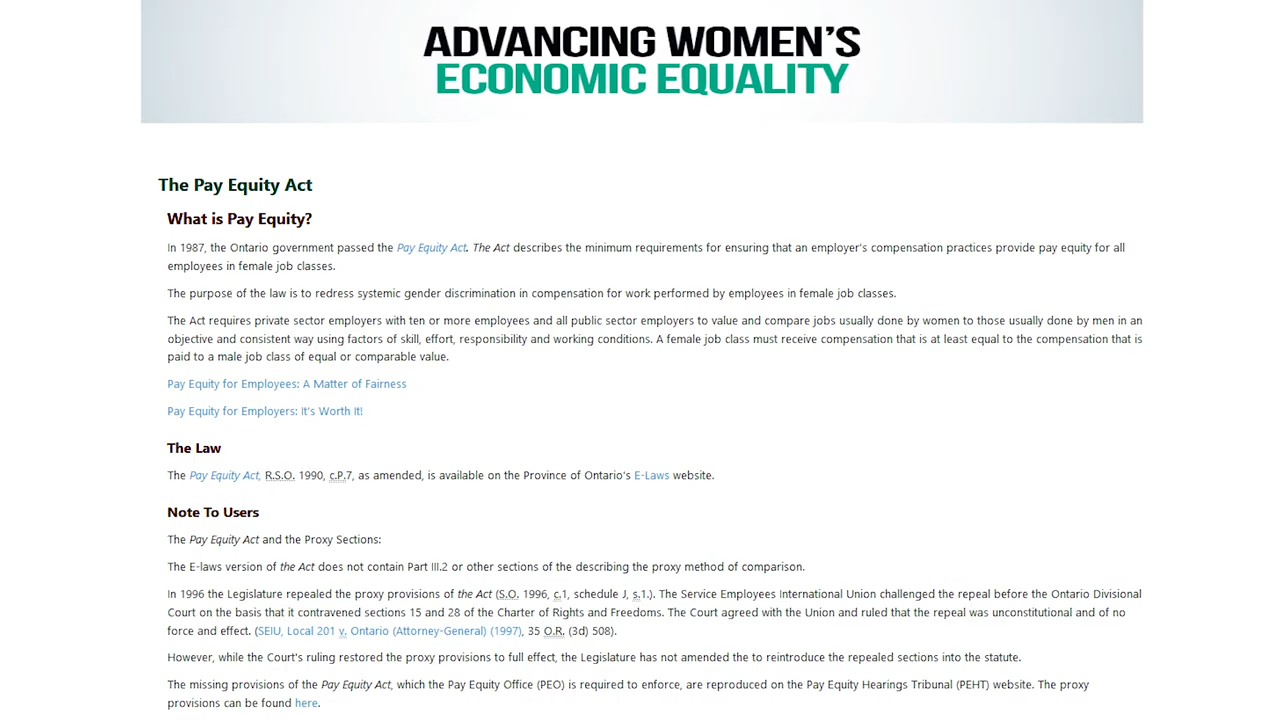 ADVANCING WOMEN'S
ECONOMIC EQUALITY
The Pay Equity Act
What is Pay Equity?
In 1987, the Ontario government passed the Pay Equity Act. The Act describes the minimum requirements for ensuring that an employer's compensation practices provide pay equity for all
employees in female job classes.
The purpose of the law is to redress systemic gender discrimination in compensation for work performed by employees in female job classes.
The Act requires private sector employers with ten or more employees and all public sector employers to value and compare jobs usually done by women to those usually done by men in an
objective and consistent way using factors of skill, effort, responsibility and working conditions. A female job class must receive compensation that is at least equal to the compensation that is
paid to a male job class of equal or comparable value.
Pay Equity for Employees: A Matter of Fairness
Pay Equity for Employers: It's Worth It!
The Law
The Pay Equity Act, R.S.O. 1990, c.P.7, as amended, is available on the Province of Ontario's E-Laws website.
Note To Users
The Pay Equity Act and the Proxy Sections:
The E-laws version of the Act does not contain Part III.2 or other sections of the describing the proxy method of comparison.
In 1996 the Legislature repealed the proxy provisions of the Act (S.O. 1996, c.1, schedule J, s.1.). The Service Employees International Union challenged the repeal before the Ontario Divisional
Court on the basis that it contravened sections 15 and 28 of the Charter of Rights and Freedoms. The Court agreed with the Union and ruled that the repeal was unconstitutional and of no
force and effect. (SEIU, Local 201 v. Ontario (Attorney-General) (1997), 35 O.R. (3d) 508).
However, while the Court's ruling restored the proxy provisions to full effect, the Legislature has not amended the to reintroduce the repealed sections into the statute.
The missing provisions of the Pay Equity Act, which the Pay Equity Office (PEO) is required to enforce, are reproduced on the Pay Equity Hearings Tribunal (PEHT) website. The proxy
provisions can be found here.